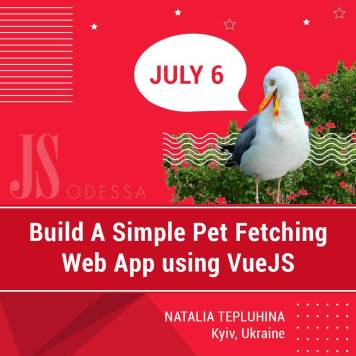 JULY 6
JS
ODESSA
Build A Simple Pet Fetching
Web App using VueJS
NATALIA TEPLUHINA
Kyiv, Ukraine